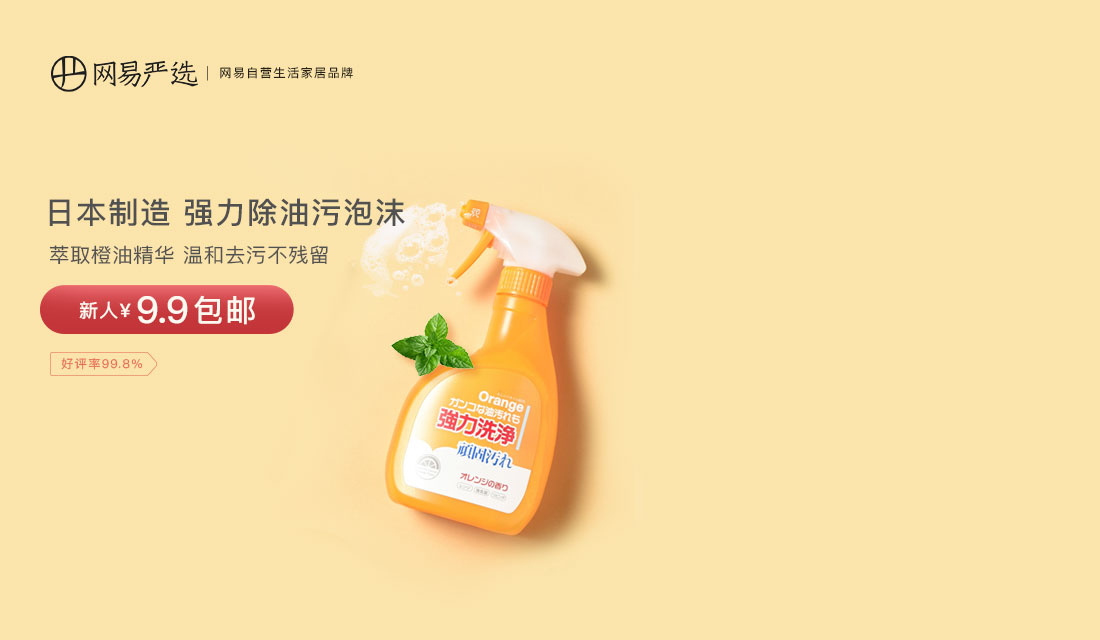 网易严选 | 网易自营生活家居品牌
日本制造 强力除油污泡沫
萃取橙油精华 温和去污不残留
新人¥ 9.9包邮
好评率99.8%
Orange
ガンコな油汚れも
強力洗浄
頑固汚れ
オレンジの香り